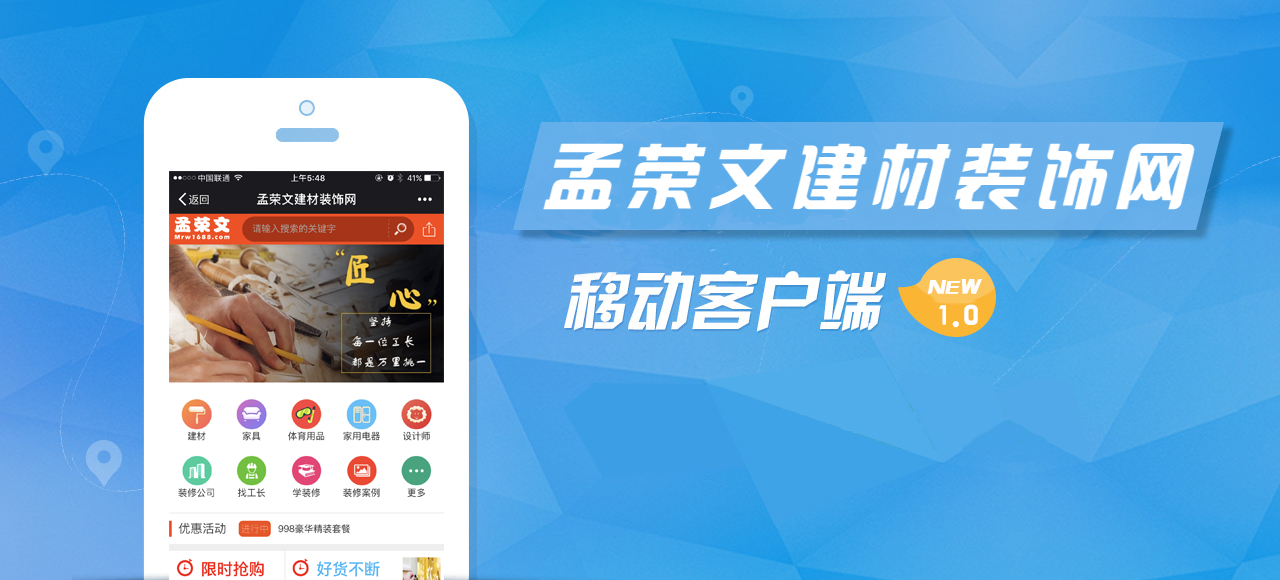 中国联通 上午5:48 41%
返回 孟荣文建材装饰网
孟荣文 请输入搜索的关键字
Mrw1688.com
“匠
心”
坚持
每一位工长
都是万里挑一
建材 家具 体育用品 家用电器 设计师
装修公司 找工长 学装修 装修案例 更多
优惠活动 进行中 998豪华精装套餐
限时抢购 好货不断
孟荣文建材装饰网
移动客户端 NEW
1.0